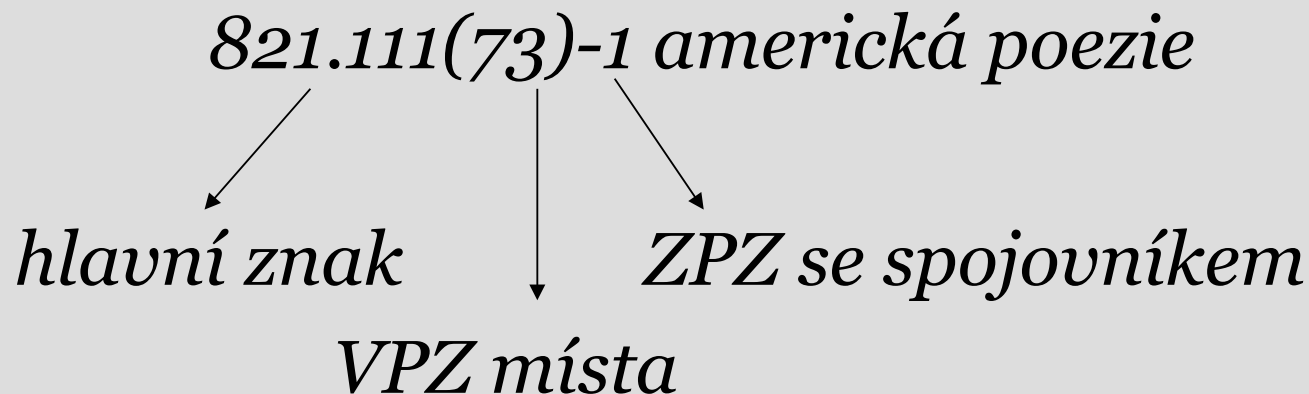 821.111(73)-1 americká poezie
hlavní znak
ZPZ se spojovníkem
VPZ místa